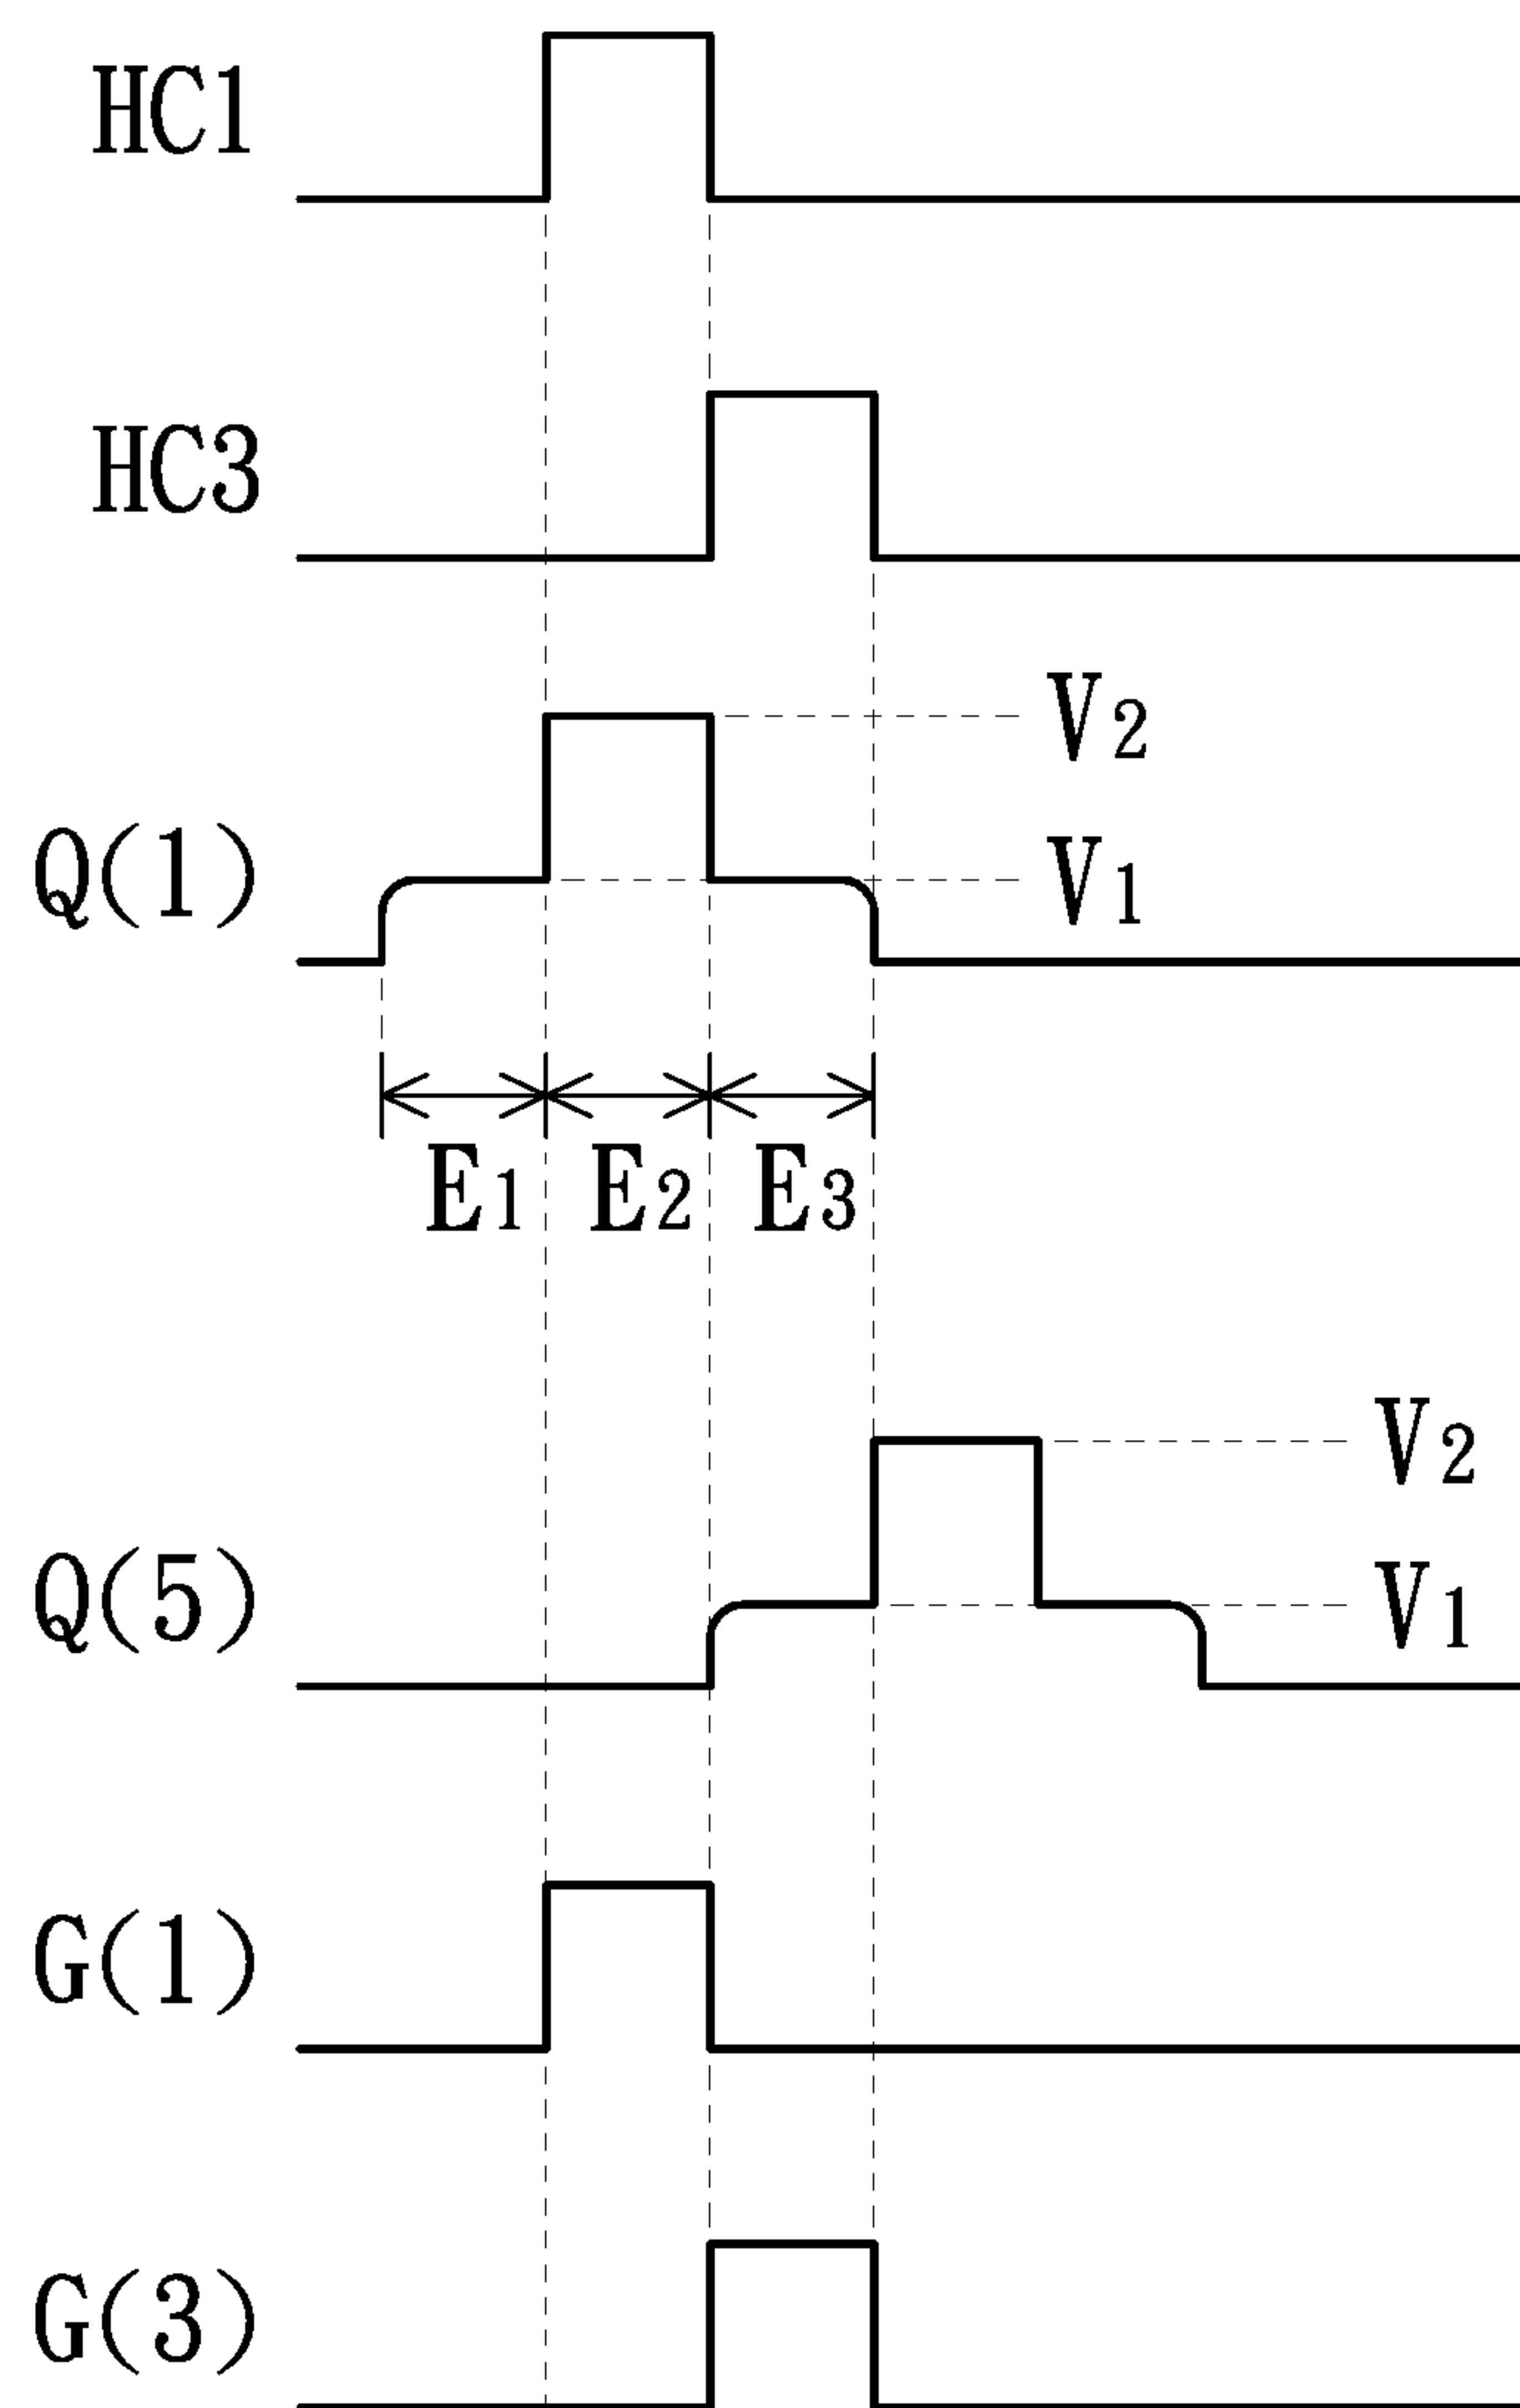 HC1
HC3
V2
Q(1)
V1
E1 E2 E3
V2
Q(5)
V1
G(1)
G(3)